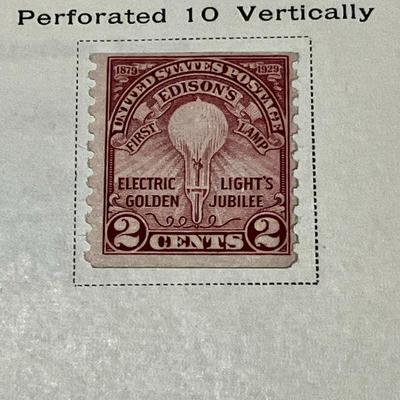 Perforated 10 Vertically
1879 1929
UNITED STATES POSTAGE
EDISON'S
FIRST LAMP
ELECTRIC LIGHT'S
GOLDEN JUBILEE
2 CENTS 2